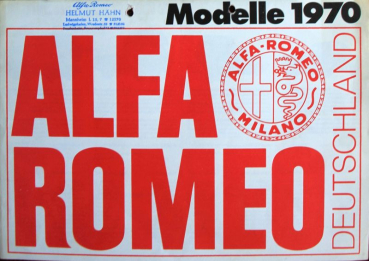 Alfa Romeo
HELMUT HAHN
Modelle 1970
ALFA
ROMEO
ALFA-ROMEO
MILANO
DEUTSCHLAND